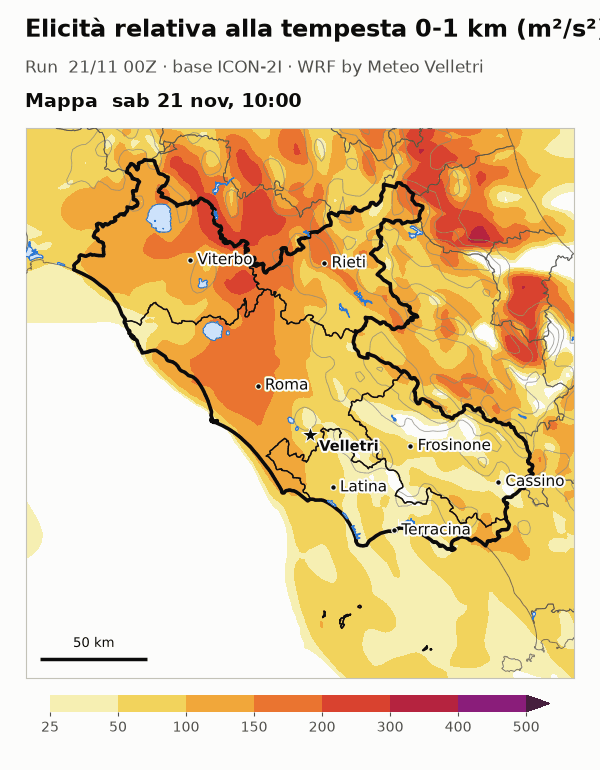 Elicità relativa alla tempesta 0-1 km (m²/s²)
Run 21/11 00Z · base ICON-2I · WRF by Meteo Velletri
Mappa sab 21 nov, 10:00
Viterbo
Rieti
Roma
Velletri
Frosinone
Latina
Cassino
Terracina
50 km
25 50 100 150 200 300 400 500